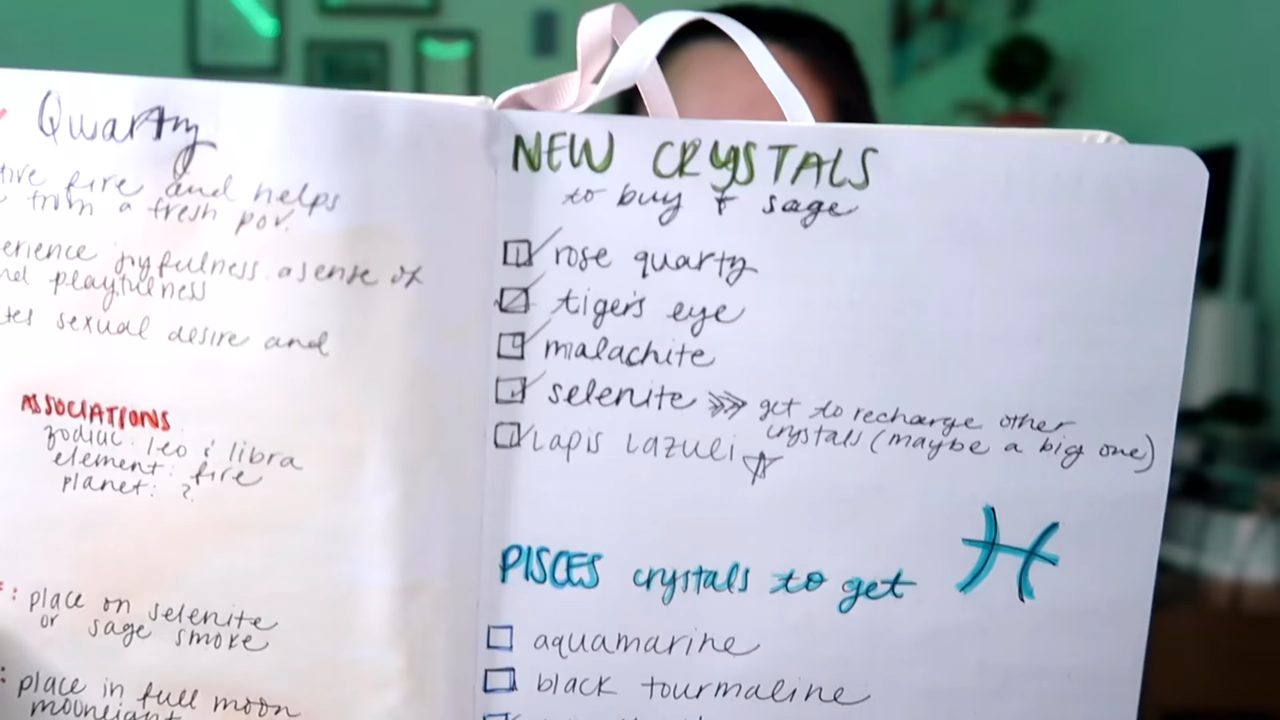 Quartz
tive fire and helps
from a fresh pov.
erience joyfulness, a sense of
nd playfulness
tes sexual desire and
ASSOCIATIONS
zodiac: leo & libra
element: fire
planet: ?
: place on selenite
or sage smoke
: place in full moon
moonlight
NEW CRYSTALS
to buy & sage
rose quartz
tiger's eye
malachite
selenite >>> get to recharge other
crystals (maybe a big one)
lapis lazuli ☆
PISCES crystals to get ♓
aquamarine
black tourmaline